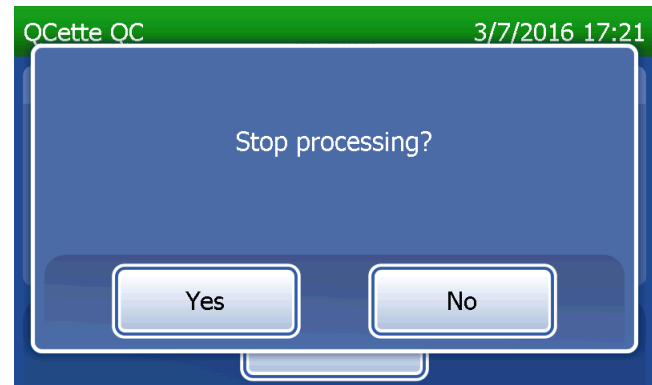 QCette QC 3/7/2016 17:21
Stop processing?
Yes No